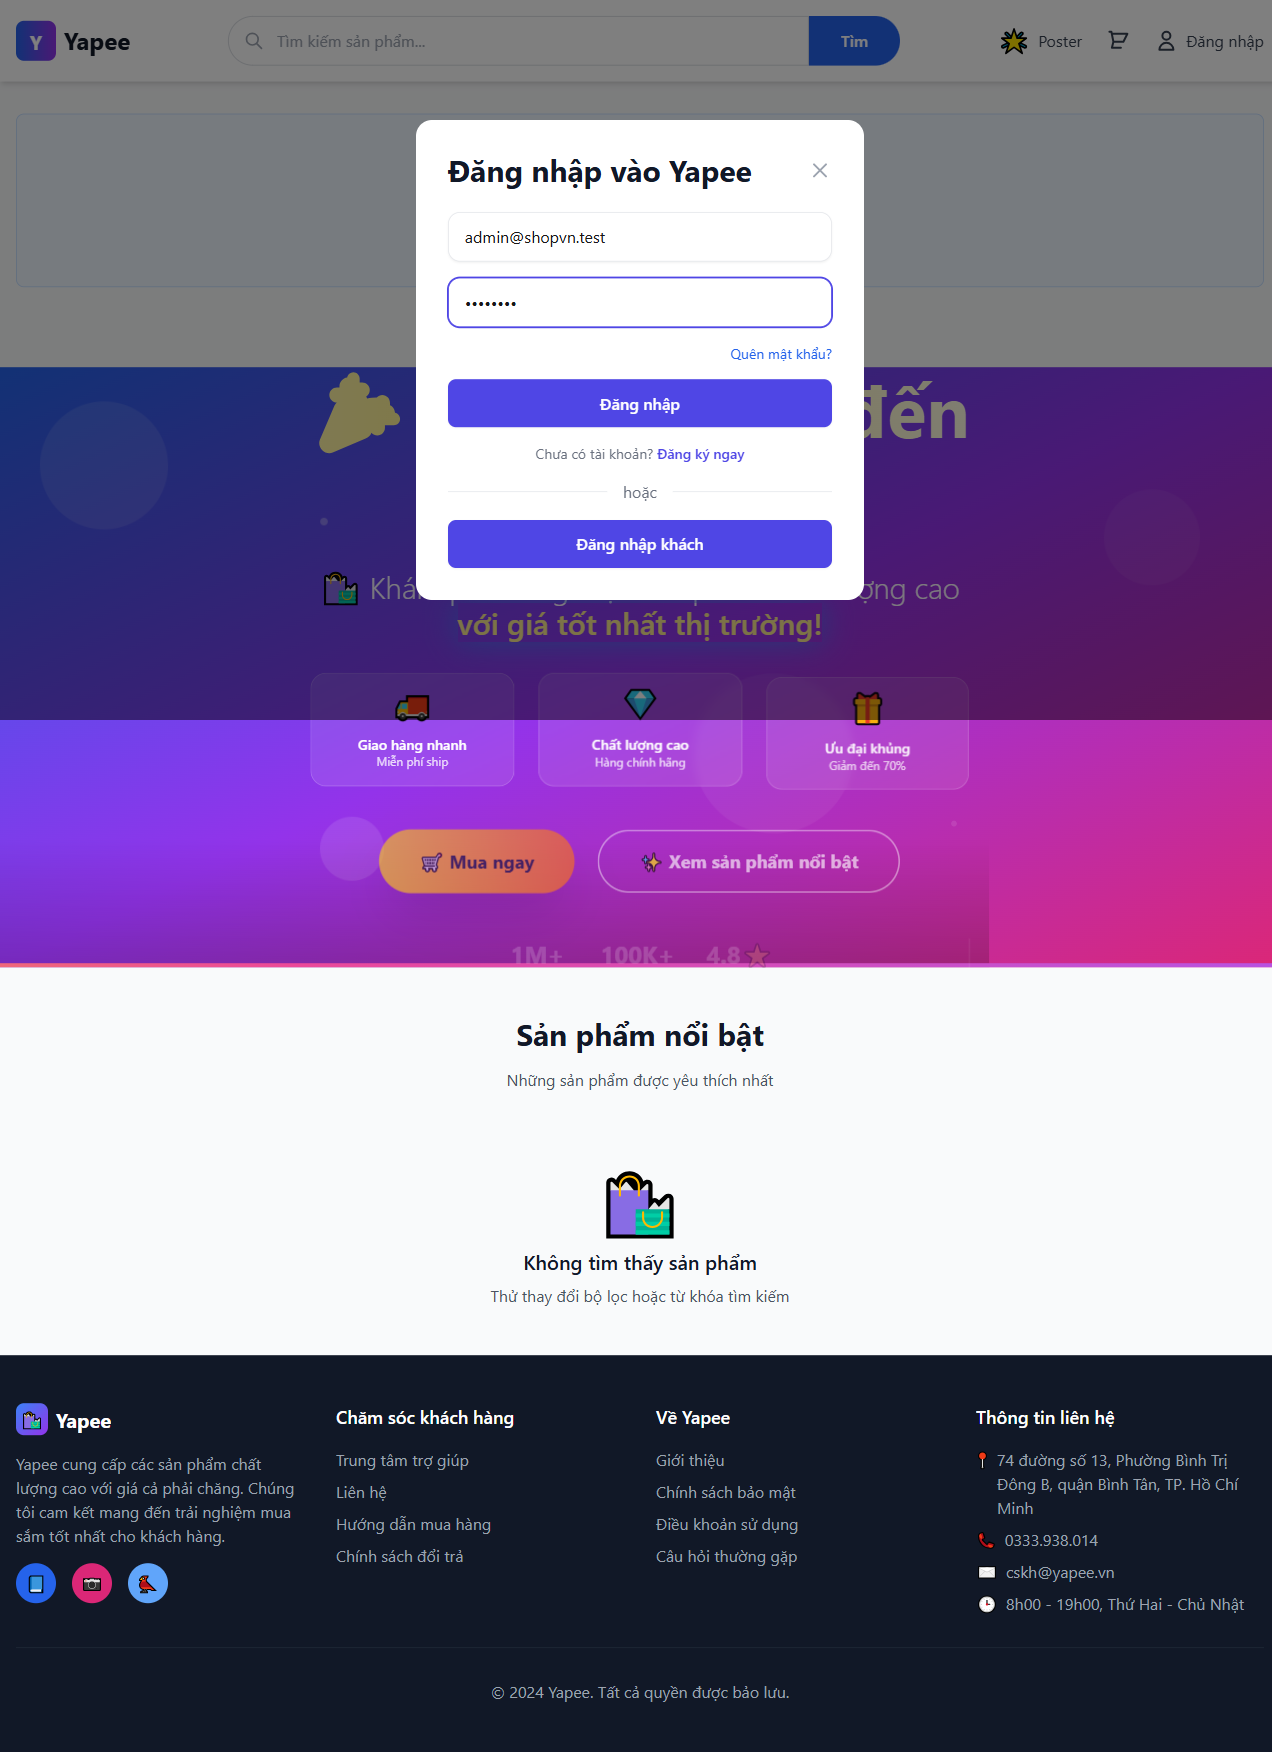 Y Yapee
Tìm kiếm sản phẩm...
Tìm
Poster
Đăng nhập
Đăng nhập vào Yapee
admin@shopvn.test
••••••••
Quên mật khẩu?
Đăng nhập
Chưa có tài khoản? Đăng ký ngay
hoặc
Đăng nhập khách
đến
cao
với giá tốt nhất thị trường!
Giao hàng nhanh
Miễn phí ship
Chất lượng cao
Hàng chính hãng
Ưu đại khủng
Giảm đến 70%
Mua ngay
Xem sản phẩm nổi bật
1M+ 100K+ 4.8
Sản phẩm nổi bật
Những sản phẩm được yêu thích nhất
Không tìm thấy sản phẩm
Thử thay đổi bộ lọc hoặc từ khóa tìm kiếm
Yapee
Yapee cung cấp các sản phẩm chất
lượng cao với giá cả phải chăng. Chúng
tôi cam kết mang đến trải nghiệm mua
sắm tốt nhất cho khách hàng.
Chăm sóc khách hàng
Trung tâm trợ giúp
Liên hệ
Hướng dẫn mua hàng
Chính sách đổi trả
Về Yapee
Giới thiệu
Chính sách bảo mật
Điều khoản sử dụng
Câu hỏi thường gặp
Thông tin liên hệ
74 đường số 13, Phường Bình Trị
Đông B, quận Bình Tân, TP. Hồ Chí
Minh
0333.938.014
cskh@yapee.vn
8h00 - 19h00, Thứ Hai - Chủ Nhật
© 2024 Yapee. Tất cả quyền được bảo lưu.